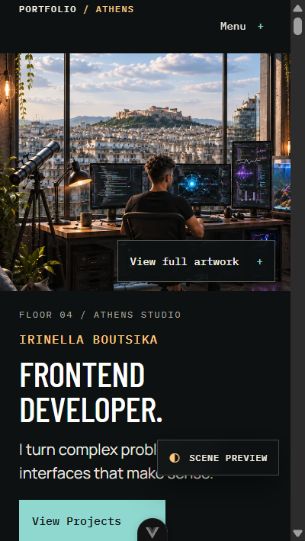 PORTFOLIO / ATHENS
Menu +
View full artwork +
FLOOR 04 / ATHENS STUDIO
IRINELLA BOUTSIKA
FRONTEND
DEVELOPER.
I turn complex
SCENE PREVIEW
interfaces that make sense.
View Projects